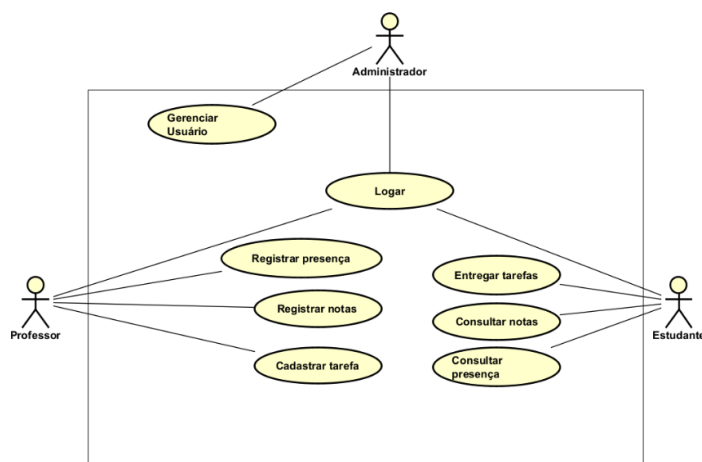 Administrador
Gerenciar
Usuário
Logar
Registrar presença
Entregar tarefas
Registrar notas
Consultar notas
Professor
Estudante
Cadastrar tarefa
Consultar
presença